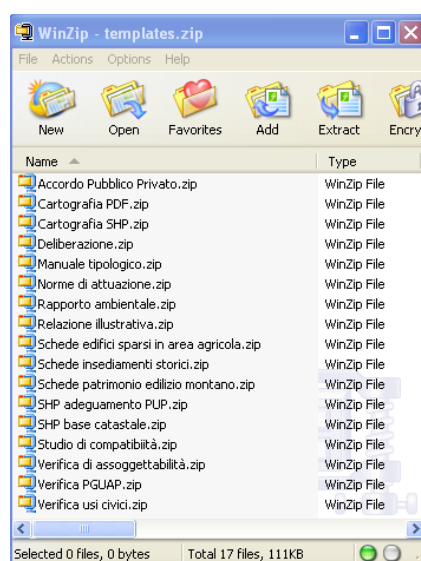 WinZip - templates.zip
File Actions Options Help
New Open Favorites Add Extract Encry
Name Type
Accordo Pubblico Privato.zip WinZip File
Cartografia PDF.zip WinZip File
Cartografia SHP.zip WinZip File
Deliberazione.zip WinZip File
Manuale tipologico.zip WinZip File
Norme di attuazione.zip WinZip File
Rapporto ambientale.zip WinZip File
Relazione illustrativa.zip WinZip File
Schede edifici sparsi in area agricola.zip WinZip File
Schede insediamenti storici.zip WinZip File
Schede patrimonio edilizio montano.zip WinZip File
SHP adeguamento PUP.zip WinZip File
SHP base catastale.zip WinZip File
Studio di compatibiità.zip WinZip File
Verifica di assoggettabilità.zip WinZip File
Verifica PGUAP.zip WinZip File
Verifica usi civici.zip WinZip File
Selected 0 files, 0 bytes Total 17 files, 111KB